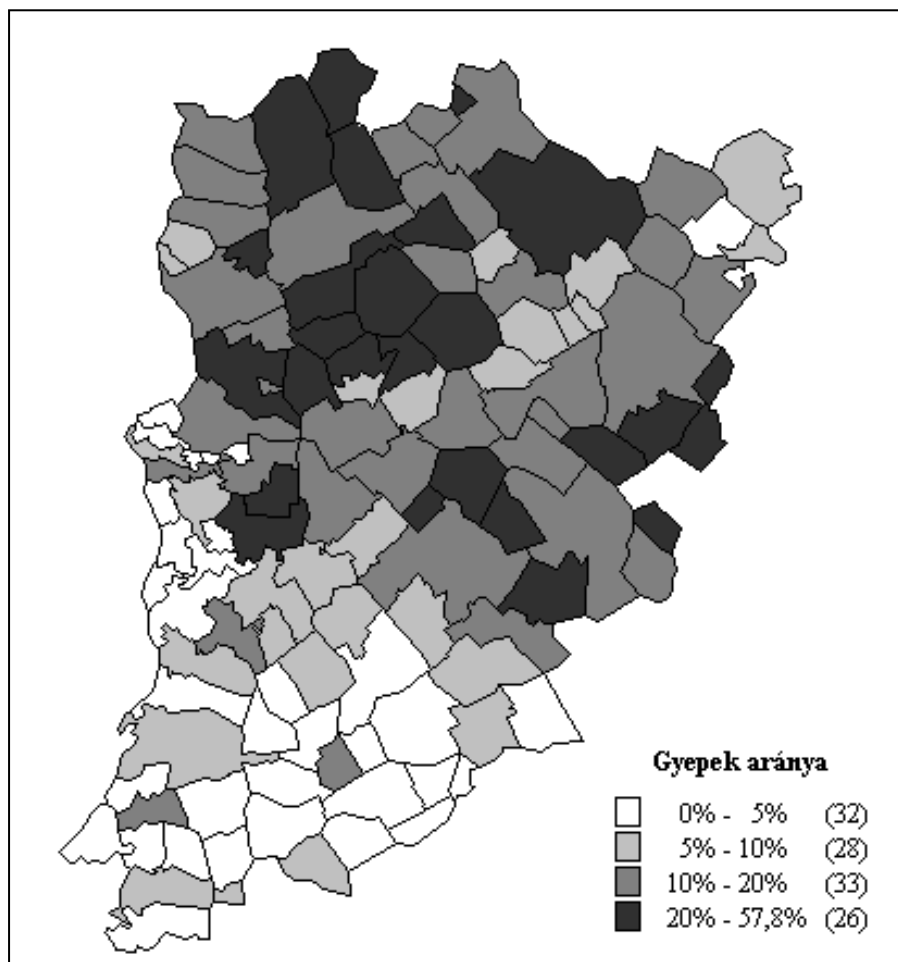 Gyepek aránya
0% - 5% (32)
5% - 10% (28)
10% - 20% (33)
20% - 57,8% (26)